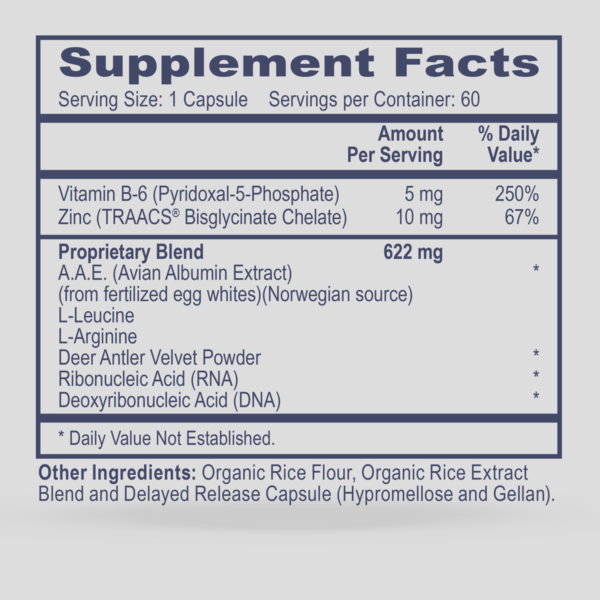 Supplement Facts
Serving Size: 1 Capsule Servings per Container: 60
Amount Per Serving % Daily Value*
Vitamin B-6 (Pyridoxal-5-Phosphate) 5 mg 250%
Zinc (TRAACS® Bisglycinate Chelate) 10 mg 67%
Proprietary Blend 622 mg
A.A.E. (Avian Albumin Extract) *
(from fertilized egg whites)(Norwegian source)
L-Leucine
L-Arginine
Deer Antler Velvet Powder *
Ribonucleic Acid (RNA) *
Deoxyribonucleic Acid (DNA) *
* Daily Value Not Established.
Other Ingredients: Organic Rice Flour, Organic Rice Extract
Blend and Delayed Release Capsule (Hypromellose and Gellan).